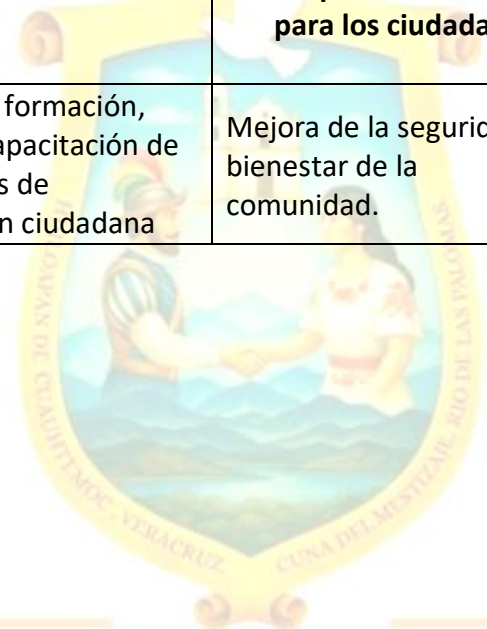 para los ciudada
formación,
apacitación de
s de
n ciudadana
Mejora de la segurid
bienestar de la
comunidad.
PALOAPAN DE CUAUHTEMOC VERACRUZ
CUNA DEL MESTIZAJE RIO DE LAS PALOMAS